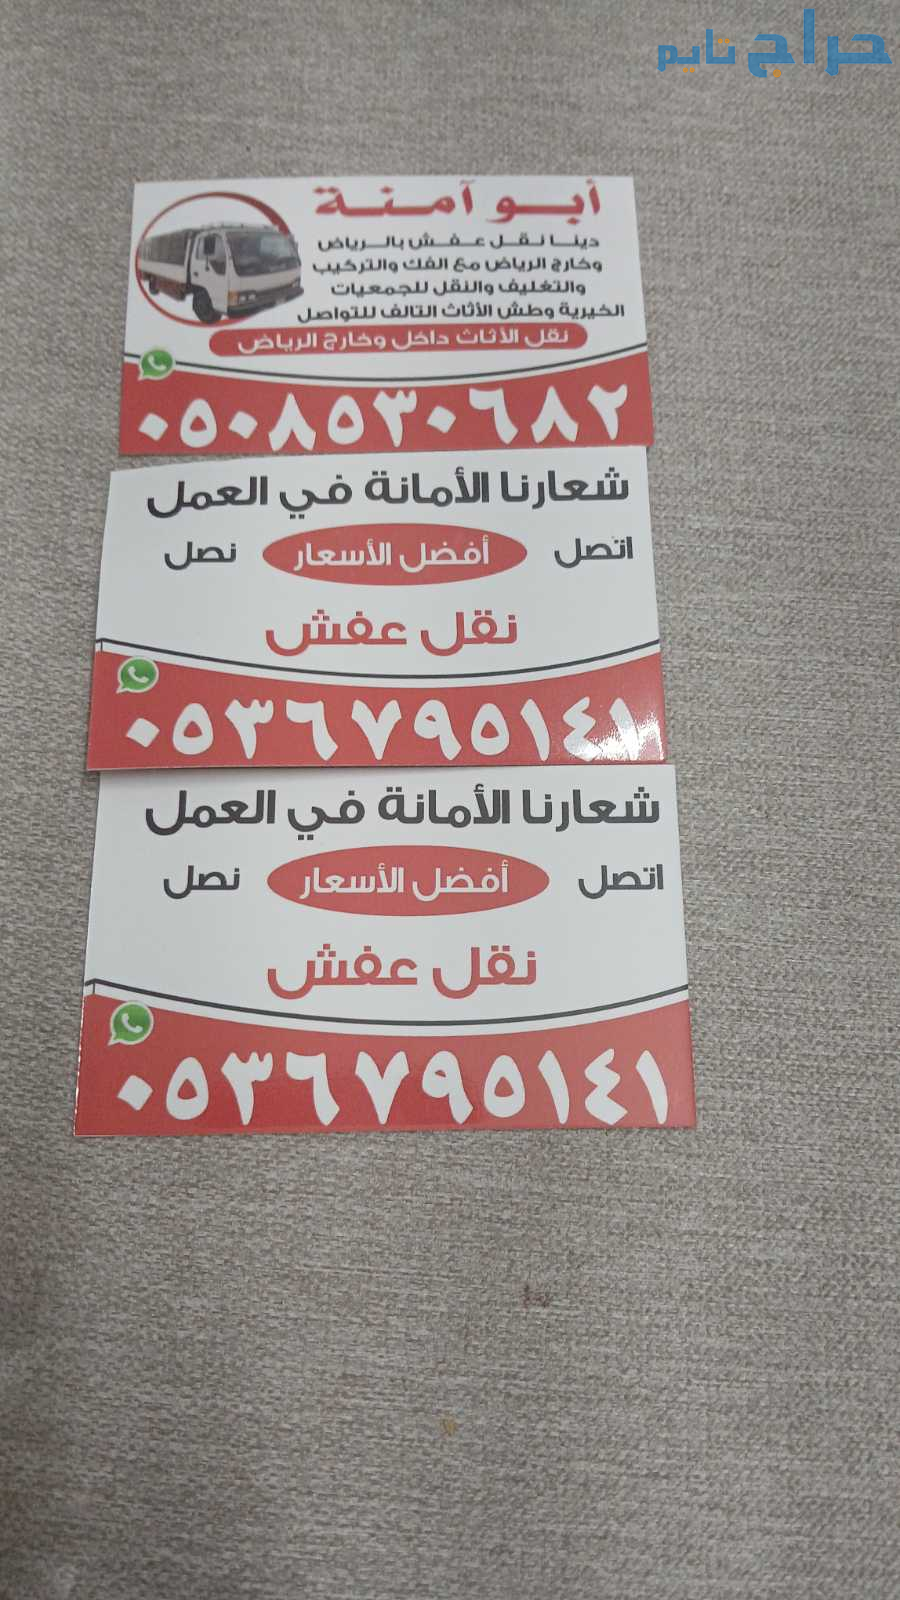 حراج تايم
أبو آمنة
دينا نقل عفش بالرياض
وخارج الرياض مع الفك والتركيب
والتغليف والنقل للجمعيات
الخيرية وطش الأثاث التالف للتواصل
نقل الأثاث داخل وخارج الرياض
٠٥٠٨٥٣٠٦٨٢
شعارنا الأمانة في العمل
اتصل أفضل الأسعار نصل
نقل عفش
٠٥٣٦٧٩٥١٤١
شعارنا الأمانة في العمل
اتصل أفضل الأسعار نصل
نقل عفش
٠٥٣٦٧٩٥١٤١